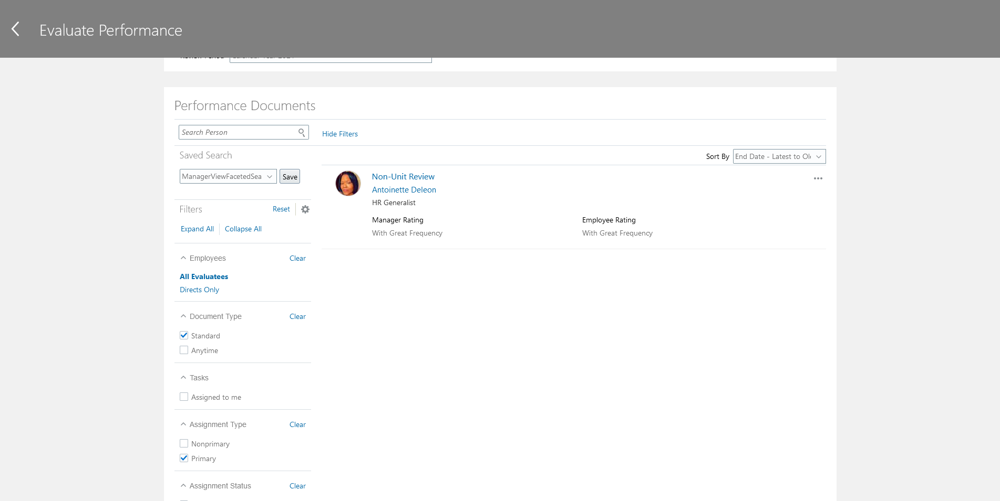 Evaluate Performance
Performance Documents
Search Person
Hide Filters
Saved Search
Sort By
End Date - Latest to Ol
ManagerViewFacetedSea
Save
Non-Unit Review
Antoinette Deleon
HR Generalist
Filters
Reset
Manager Rating
Employee Rating
Expand All
Collapse All
With Great Frequency
With Great Frequency
Employees
Clear
All Evaluatees
Directs Only
Document Type
Clear
Standard
Anytime
Tasks
Assigned to me
Assignment Type
Clear
Nonprimary
Primary
Assignment Status
Clear